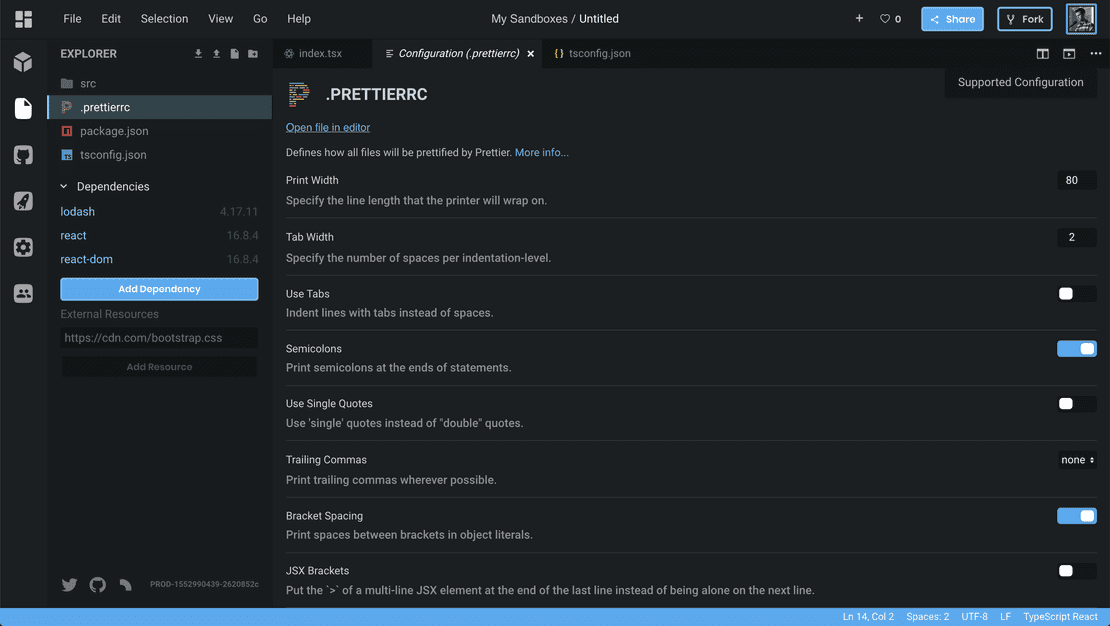 File Edit Selection View Go Help My Sandboxes / Untitled + 0 Share Fork
EXPLORER
index.tsx
Configuration (.prettierrc) ×
{} tsconfig.json
Supported Configuration
src
.prettierrc
package.json
TS tsconfig.json
Dependencies
lodash 4.17.11
react 16.8.4
react-dom 16.8.4
Add Dependency
External Resources
https://cdn.com/bootstrap.css
Add Resource
PROD-1552990439-2620852c
.PRETTIERRC
Open file in editor
Defines how all files will be prettified by Prettier. More info...
Print Width 80
Specify the line length that the printer will wrap on.
Tab Width 2
Specify the number of spaces per indentation-level.
Use Tabs
Indent lines with tabs instead of spaces.
Semicolons
Print semicolons at the ends of statements.
Use Single Quotes
Use 'single' quotes instead of "double" quotes.
Trailing Commas none
Print trailing commas wherever possible.
Bracket Spacing
Print spaces between brackets in object literals.
JSX Brackets
Put the `>` of a multi-line JSX element at the end of the last line instead of being alone on the next line.
Ln 14, Col 2 Spaces: 2 UTF-8 LF TypeScript React